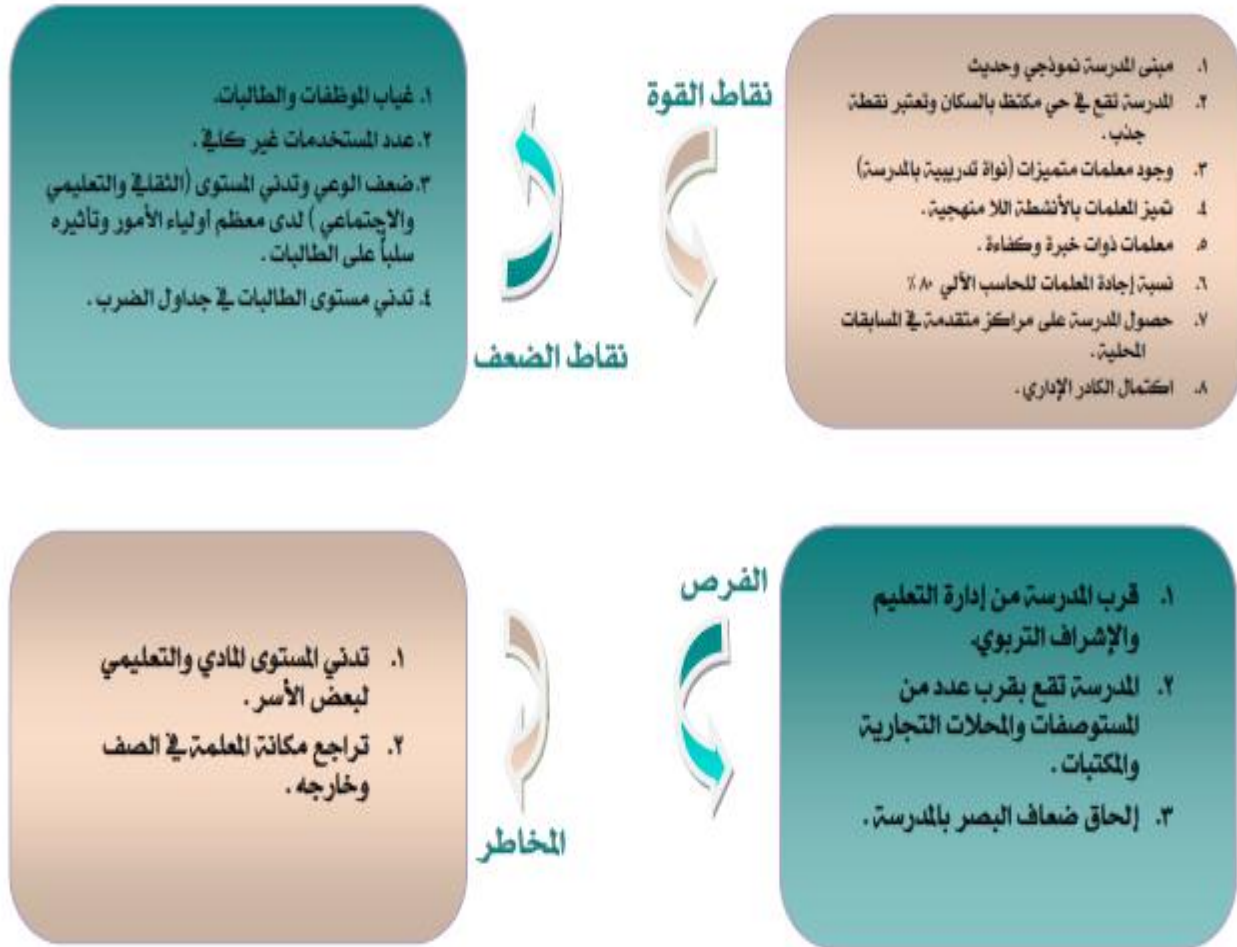 نقاط القوة
١. مبنى المدرسة نموذجي وحديث
٢. المدرسة تقع في حي مكتظ بالسكان وتعتبر نقطة
جذب .
٣. وجود معلمات متميزات (نواة تدريبية بالمدرسة)
٤. تميز المعلمات بالأنشطة اللا منهجية .
٥. معلمات ذوات خبرة وكفاءة .
٦. نسبة إجادة المعلمات للحاسب الآلي ٨٠ %
٧. حصول المدرسة على مراكز متقدمة في المسابقات
المحلية .
٨. اكتمال الكادر الإداري .
نقاط الضعف
١. غياب الموظفات والطالبات.
٢. عدد المستخدمات غير كافي .
٣. ضعف الوعي وتدني المستوى (الثقافي والتعليمي
والاجتماعي ) لدى معظم أولياء الأمور وتأثيره
سلباً على الطالبات .
٤. تدني مستوى الطالبات في جداول الضرب .
الفرص
١. قرب المدرسة من إدارة التعليم
والإشراف التربوي.
٢. المدرسة تقع بقرب عدد من
المستوصفات والمحلات التجارية
والمكتبات .
٣. إلحاق ضعاف البصر بالمدرسة .
المخاطر
١. تدني المستوى المادي والتعليمي
لبعض الأسر .
٢. تراجع مكانة المعلمة في الصف
وخارجه .